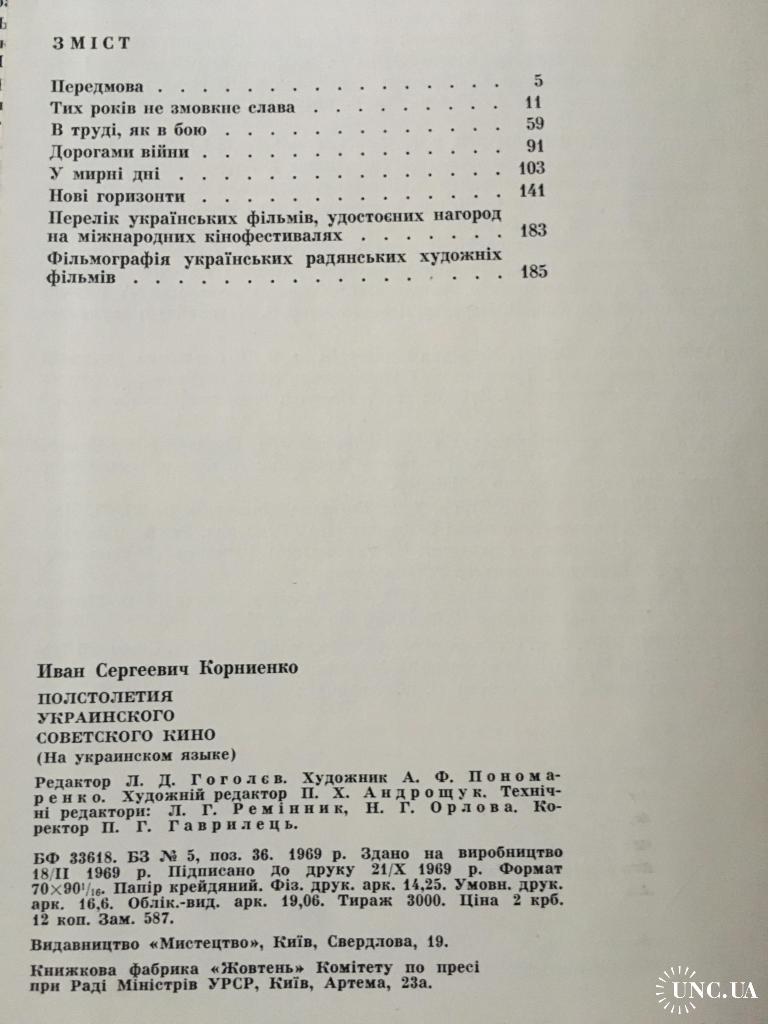 ЗМІСТ
Передмова . . . . . . . . . . . . . . . . 5
Тих років не змовкне слава . . . . . . . . . 11
В труді, як в бою . . . . . . . . . . . . . 59
Дорогами війни . . . . . . . . . . . . . . 91
У мирні дні . . . . . . . . . . . . . . . 103
Нові горизонти . . . . . . . . . . . . . . 141
Перелік українських фільмів, удостоєних нагород
на міжнародних кінофестивалях . . . . . . . 183
Фільмографія українських радянських художніх
фільмів . . . . . . . . . . . . . . . . . 185
Иван Сергеевич Корниенко
ПОЛСТОЛЕТИЯ
УКРАИНСКОГО
СОВЕТСКОГО КИНО
(На украинском языке)
Редактор Л. Д. Гоголєв. Художник А. Ф. Понома-
ренко. Художній редактор П. Х. Андрощук. Техніч-
ні редактори: Л. Г. Ремінник, Н. Г. Орлова. Ко-
ректор П. Г. Гаврилець.
БФ 33618. БЗ № 5, поз. 36. 1969 р. Здано на виробництво
18/II 1969 р. Підписано до друку 21/X 1969 р. Формат
70×90¹/₁₆. Папір крейдяний. Фіз. друк. арк. 14,25. Умовн. друк.
арк. 16,6. Облік.-вид. арк. 19,06. Тираж 3000. Ціна 2 крб.
12 коп. Зам. 587.
Видавництво «Мистецтво», Київ, Свердлова, 19.
Книжкова фабрика «Жовтень» Комітету по пресі
при Раді Міністрів УРСР, Київ, Артема, 23а.
UNC.UA